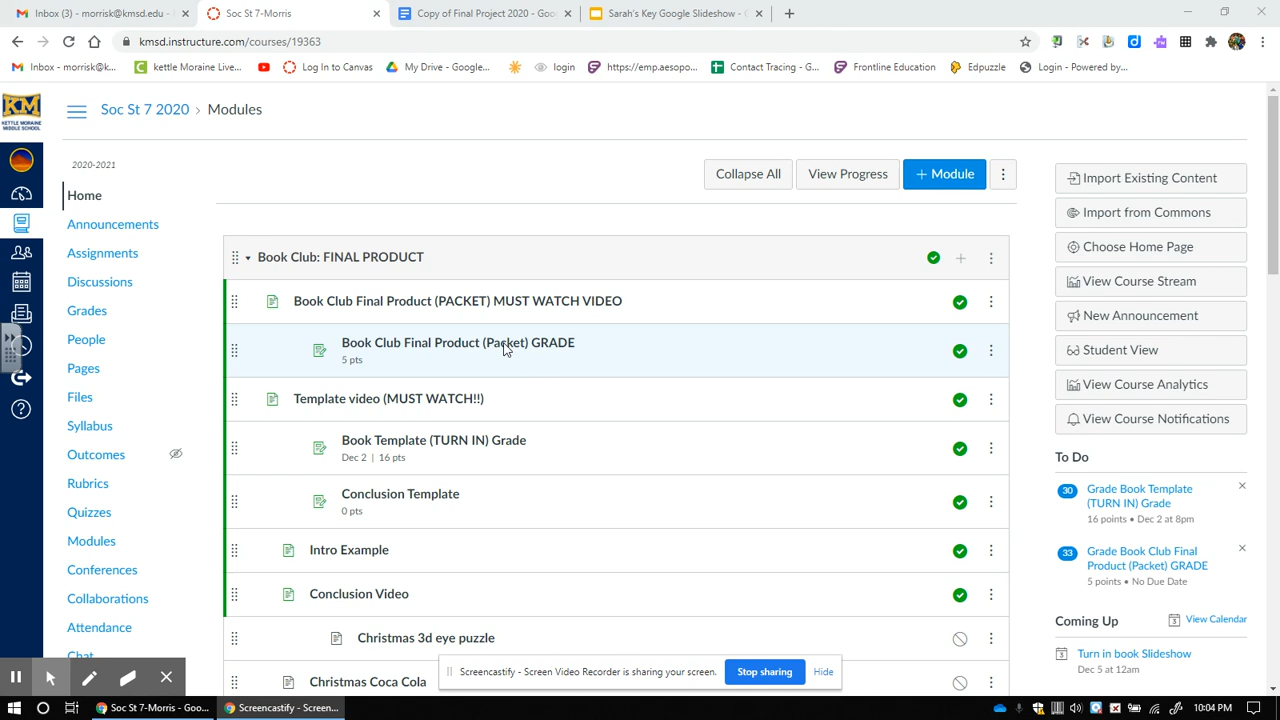 Inbox (3) - morrisk@kmsd.edu -
Soc St 7-Morris
Copy of Final Project 2020 - Goo
Sarah's Key Google Slideshow - C
kmsd.instructure.com/courses/19363
Inbox - morrisk@k...
kettle Moraine Live...
Log In to Canvas
My Drive - Google...
login
https://emp.aesopo...
Contact Tracing - G...
Frontline Education
Edpuzzle
Login - Powered by...
KM
KETTLE MORAINE
MIDDLE SCHOOL
Soc St 7 2020 › Modules
2020-2021
Home
Announcements
Assignments
Discussions
Grades
People
Pages
Files
Syllabus
Outcomes
Rubrics
Quizzes
Modules
Conferences
Collaborations
Attendance
Chat
Collapse All
View Progress
+ Module
Book Club: FINAL PRODUCT
Book Club Final Product (PACKET) MUST WATCH VIDEO
Book Club Final Product (Packet) GRADE
5 pts
Template video (MUST WATCH!!)
Book Template (TURN IN) Grade
Dec 2 | 16 pts
Conclusion Template
0 pts
Intro Example
Conclusion Video
Christmas 3d eye puzzle
Christmas Coca Cola
Import Existing Content
Import from Commons
Choose Home Page
View Course Stream
New Announcement
Student View
View Course Analytics
View Course Notifications
To Do
30
Grade Book Template
(TURN IN) Grade
16 points • Dec 2 at 8pm
33
Grade Book Club Final
Product (Packet) GRADE
5 points • No Due Date
Coming Up
View Calendar
Turn in book Slideshow
Dec 5 at 12am
Screencastify - Screen Video Recorder is sharing your screen.
Stop sharing
Hide
Soc St 7-Morris - Goo...
Screencastify - Screen...
10:04 PM